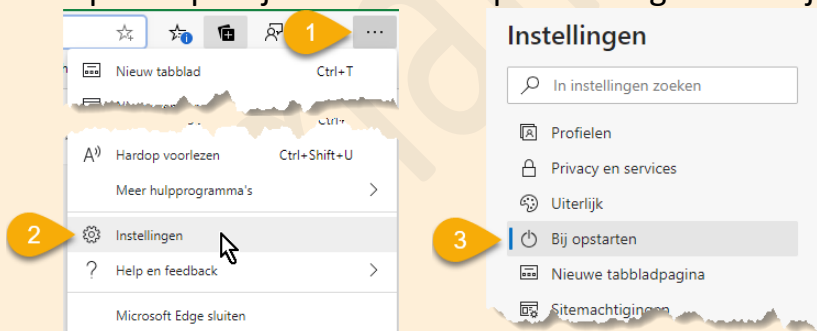 1
Nieuw tabblad Ctrl+T
A)) Hardop voorlezen Ctrl+Shift+U
Meer hulpprogramma's >
2 Instellingen
? Help en feedback >
Microsoft Edge sluiten
Instellingen
In instellingen zoeken
Profielen
Privacy en services
Uiterlijk
3 Bij opstarten
Nieuwe tabbladpagina
Sitemachtigingen